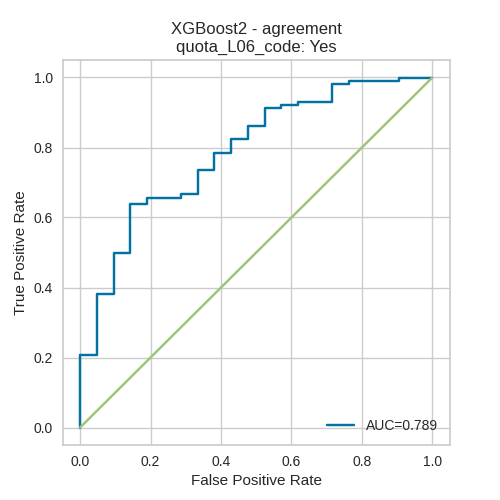 XGBoost2 - agreement
quota_L06_code: Yes
True Positive Rate
1.0
0.8
0.6
0.4
0.2
0.0
AUC=0.789
0.0 0.2 0.4 0.6 0.8 1.0
False Positive Rate